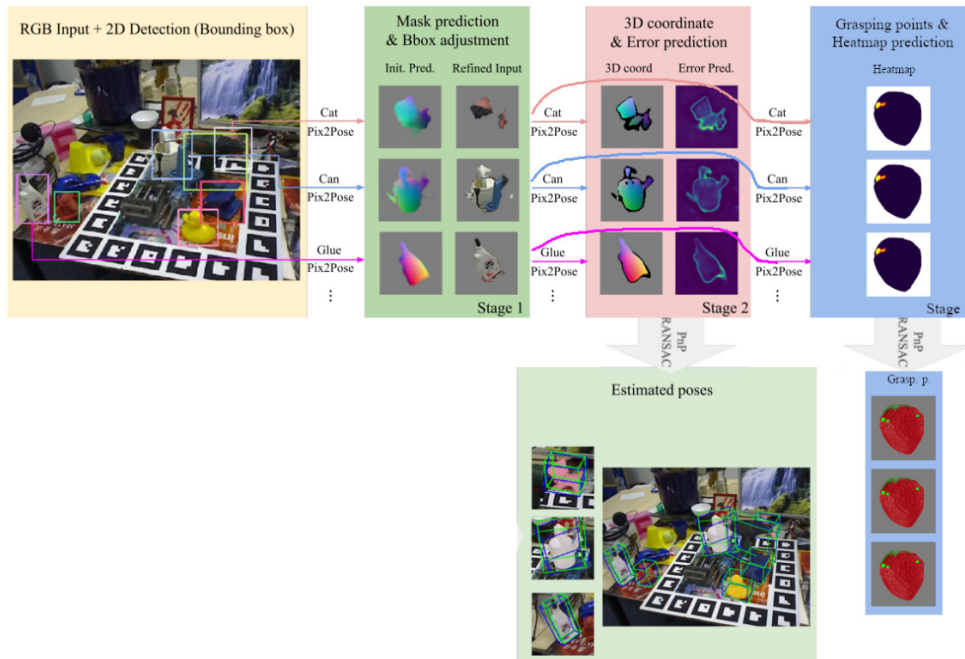 RGB Input + 2D Detection (Bounding box)
Mask prediction
& Bbox adjustment
Init. Pred.
Refined Input
3D coordinate
& Error prediction
3D coord
Error Pred.
Grasping points &
Heatmap prediction
Heatmap
Cat
Pix2Pose
Cat
Pix2Pose
Cat
Pix2Pose
Can
Pix2Pose
Can
Pix2Pose
Can
Pix2Pose
Glue
Pix2Pose
Glue
Pix2Pose
Glue
Pix2Pose
Stage 1
Stage 2
Stage
PnP
RANSAC
PnP
RANSAC
Estimated poses
Grasp. p.